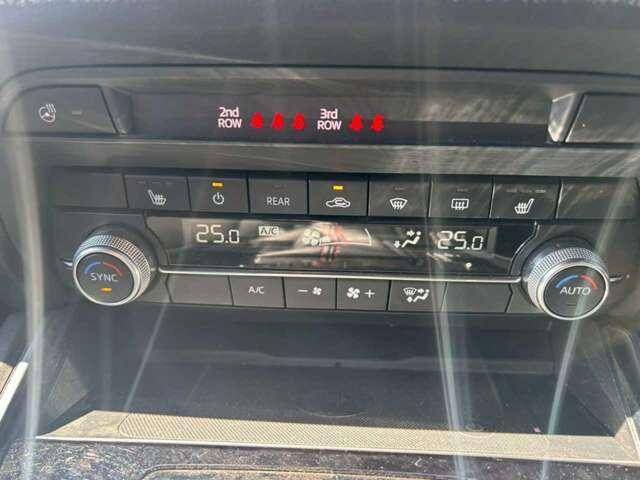 2nd ROW 3rd ROW
REAR
25.0 A/C 25.0
SYNC A/C - + AUTO